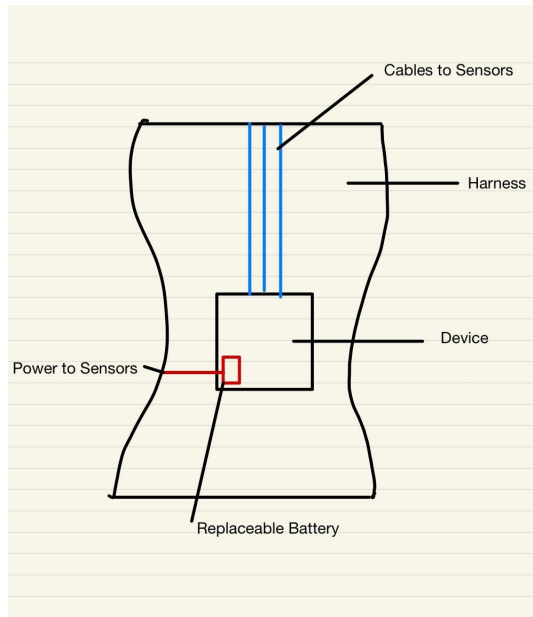 Cables to Sensors
Harness
Device
Power to Sensors
Replaceable Battery